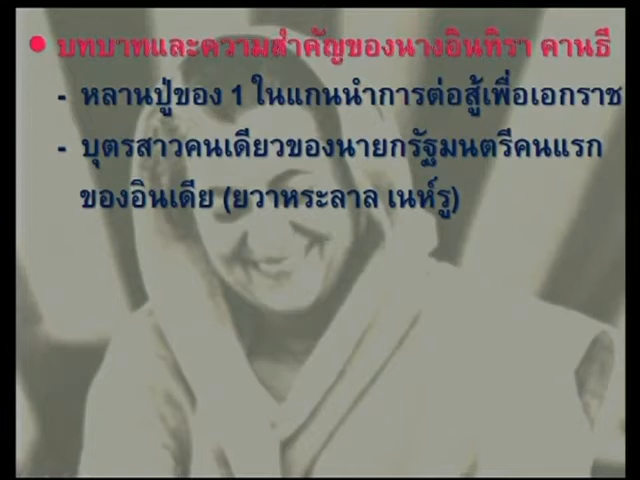 ● บทบาทและความสำคัญของนางอินทิรา คานธี
- หลานปู่ของ 1 ในแกนนำการต่อสู้เพื่อเอกราช
- บุตรสาวคนเดียวของนายกรัฐมนตรีคนแรก
ของอินเดีย (ยวาหระลาล เนห์รู)